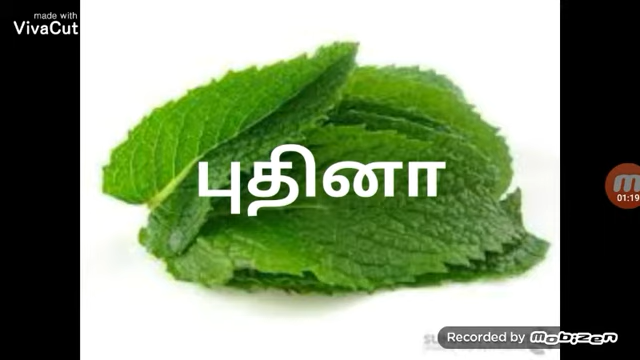 made with
VivaCut
புதினா
01:19
Recorded by mobizen